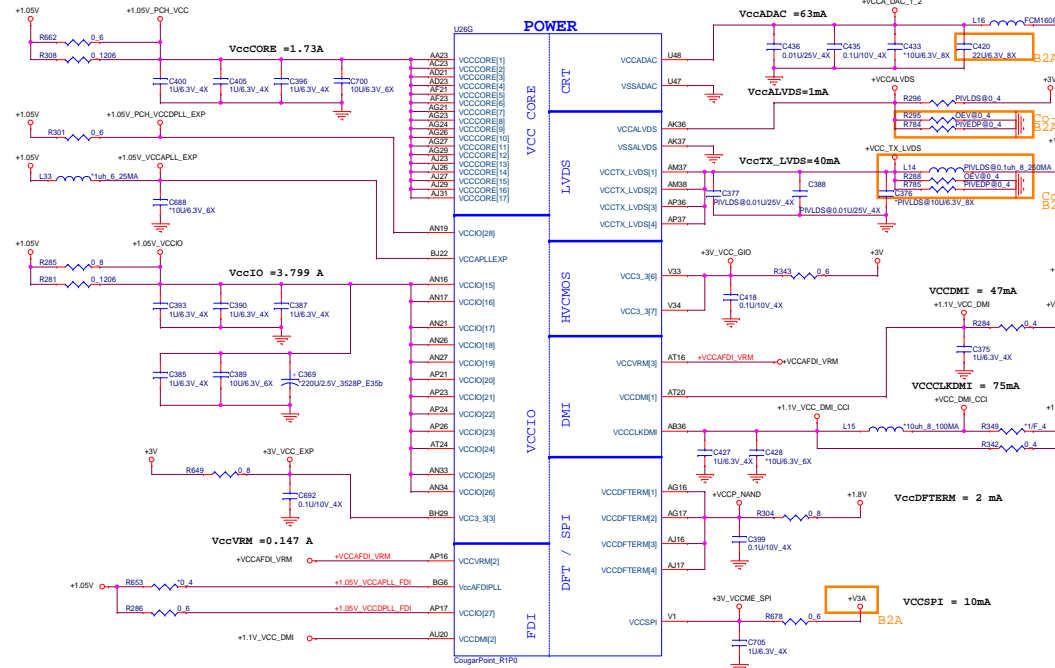 POWER
U26G
+1.05V
+1.05V_PCH_VCC
R662
0_6
R308
0_1206
VccCORE =1.73A
C400
1U/6.3V_4X
C405
1U/6.3V_4X
C396
1U/6.3V_4X
C700
10U/6.3V_6X
+1.05V
+1.05V_PCH_VCCDPLL_EXP
R301
0_6
+1.05V
+1.05V_VCCAPLL_EXP
L33
*1uh_6_25MA
C688
*10U/6.3V_6X
+1.05V
+1.05V_VCCIO
R285
0_8
R281
0_1206
VccIO =3.799 A
C393
1U/6.3V_4X
C390
1U/6.3V_4X
C387
1U/6.3V_4X
C385
1U/6.3V_4X
C389
10U/6.3V_6X
C369
*220U/2.5V_3528P_E35b
+3V
+3V_VCC_EXP
R649
0_8
C692
0.1U/10V_4X
VccVRM =0.147 A
+VCCAFDI_VRM
+VCCAFDI_VRM
+1.05V
R653
*0_4
+1.05V_VCCAPLL_FDI
R286
0_6
+1.05V_VCCDPLL_FDI
+1.1V_VCC_DMI
AA23 VCCCORE[1]
AC23 VCCCORE[2]
AD21 VCCCORE[3]
AD23 VCCCORE[4]
AF21 VCCCORE[5]
AF23 VCCCORE[6]
AG21 VCCCORE[7]
AG23 VCCCORE[8]
AG24 VCCCORE[9]
AG26 VCCCORE[10]
AG27 VCCCORE[11]
AG29 VCCCORE[12]
AJ23 VCCCORE[13]
AJ26 VCCCORE[14]
AJ27 VCCCORE[15]
AJ29 VCCCORE[16]
AJ31 VCCCORE[17]
AN19 VCCIO[28]
BJ22 VCCAPLLEXP
AN16 VCCIO[15]
AN17 VCCIO[16]
AN21 VCCIO[17]
AN26 VCCIO[18]
AN27 VCCIO[19]
AP21 VCCIO[20]
AP23 VCCIO[21]
AP24 VCCIO[22]
AP26 VCCIO[23]
AT24 VCCIO[24]
AN33 VCCIO[25]
AN34 VCCIO[26]
BH29 VCC3_3[3]
AP16 VCCVRM[2]
BG6 VccAFDIPLL
AP17 VCCIO[27]
AU20 VCCDMI[2]
CougarPoint_R1P0
VCC CORE
VCCIO
FDI
CRT
LVDS
HVCMOS
DMI
DFT / SPI
VCCADAC U48
VSSADAC U47
VCCALVDS AK36
VSSALVDS AK37
VCCTX_LVDS[1] AM37
VCCTX_LVDS[2] AM38
VCCTX_LVDS[3] AP36
VCCTX_LVDS[4] AP37
VCC3_3[6] V33
VCC3_3[7] V34
VCCVRM[3] AT16
VCCDMI[1] AT20
VCCCLKDMI AB36
VCCDFTERM[1] AG16
VCCDFTERM[2] AG17
VCCDFTERM[3] AJ16
VCCDFTERM[4] AJ17
VCCSPI V1
VccADAC =63mA
+VCCA_DAC_1_2
L16
FCM1608
C436
0.01U/25V_4X
C435
0.1U/10V_4X
C433
*10U/6.3V_8X
C420
22U/6.3V_8X
B2A
VccALVDS=1mA
+VCCALVDS
+3V
R296
PIVLDS@0_4
R295
OEV@0_4
R784
PIVEDP@0_4
Co-
B2A
VccTX_LVDS=40mA
+VCC_TX_LVDS
L14
PIVLDS@0.1uh_8_250MA
R288
OEV@0_4
R785
PIVEDP@0_4
C377
PIVLDS@0.01U/25V_4X
C388
PIVLDS@0.01U/25V_4X
C376
*PIVLDS@10U/6.3V_8X
Co
B2
+3V_VCC_GIO
+3V
R343
0_6
C418
0.1U/10V_4X
VCCDMI = 47mA
+1.1V_VCC_DMI
R284
0_4
C375
1U/6.3V_4X
+VCCAFDI_VRM
+VCCAFDI_VRM
VCCCLKDMI = 75mA
+VCC_DMI_CCI
+1.1V_VCC_DMI_CCI
L15
*10uh_8_100MA
R349
*1/F_4
R342
0_4
C427
1U/6.3V_4X
C428
*10U/6.3V_6X
+VCCP_NAND
+1.8V
VccDFTERM = 2 mA
R304
0_8
C399
0.1U/10V_4X
+3V_VCCME_SPI
+V3A
VCCSPI = 10mA
R678
0_6
B2A
C705
1U/6.3V_4X